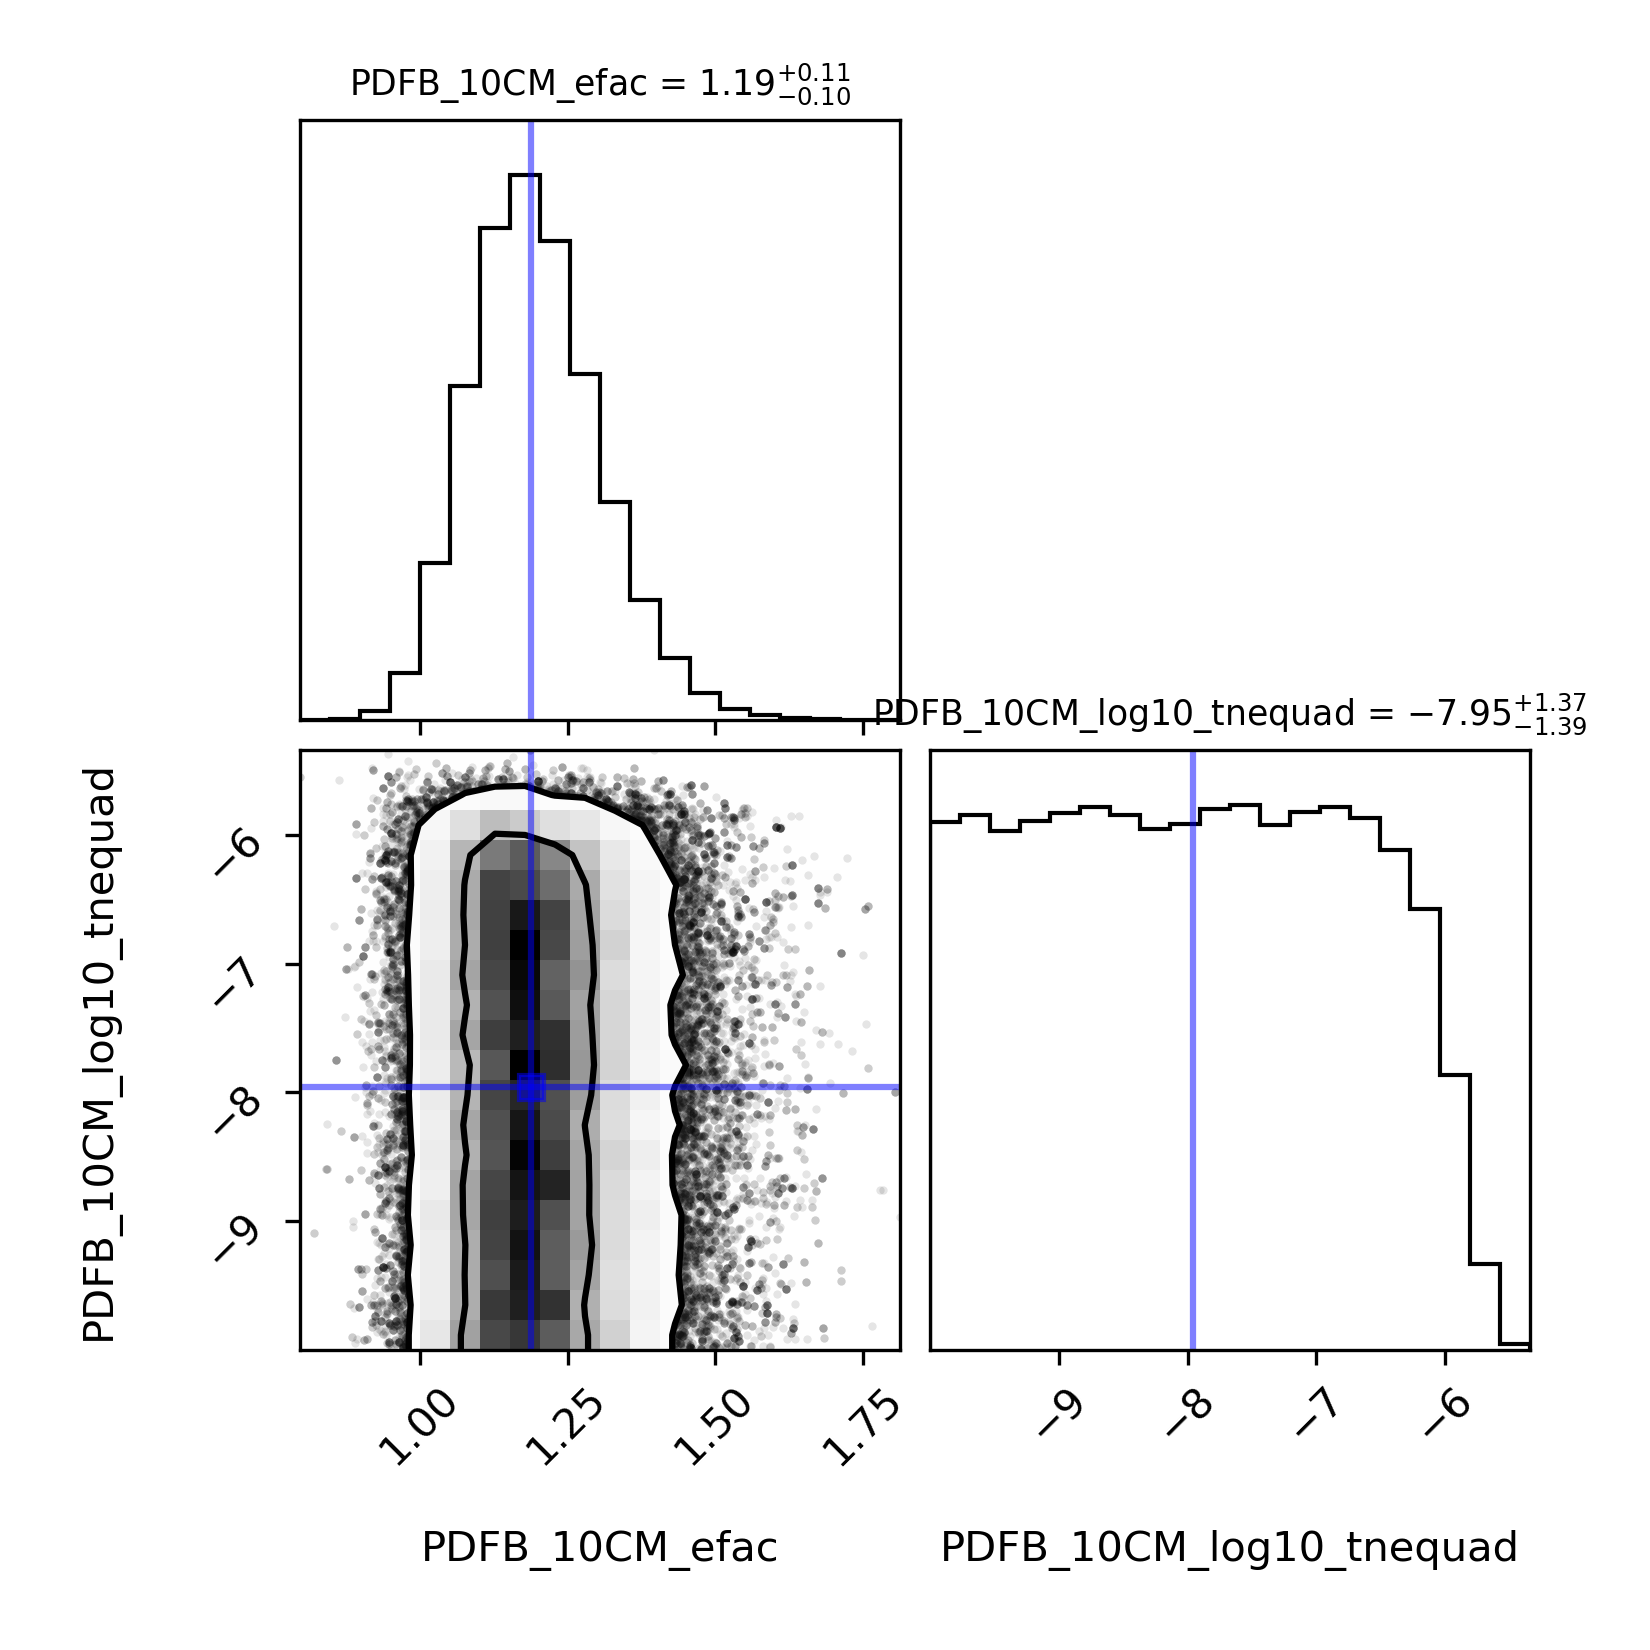 PDFB_10CM_efac = 1.19+0.11−0.10
PDFB_10CM_log10_tnequad = −7.95+1.37−1.39
PDFB_10CM_log10_tnequad
−6
−7
−8
−9
1.00
1.25
1.50
1.75
−9
−8
−7
−6
PDFB_10CM_efac
PDFB_10CM_log10_tnequad